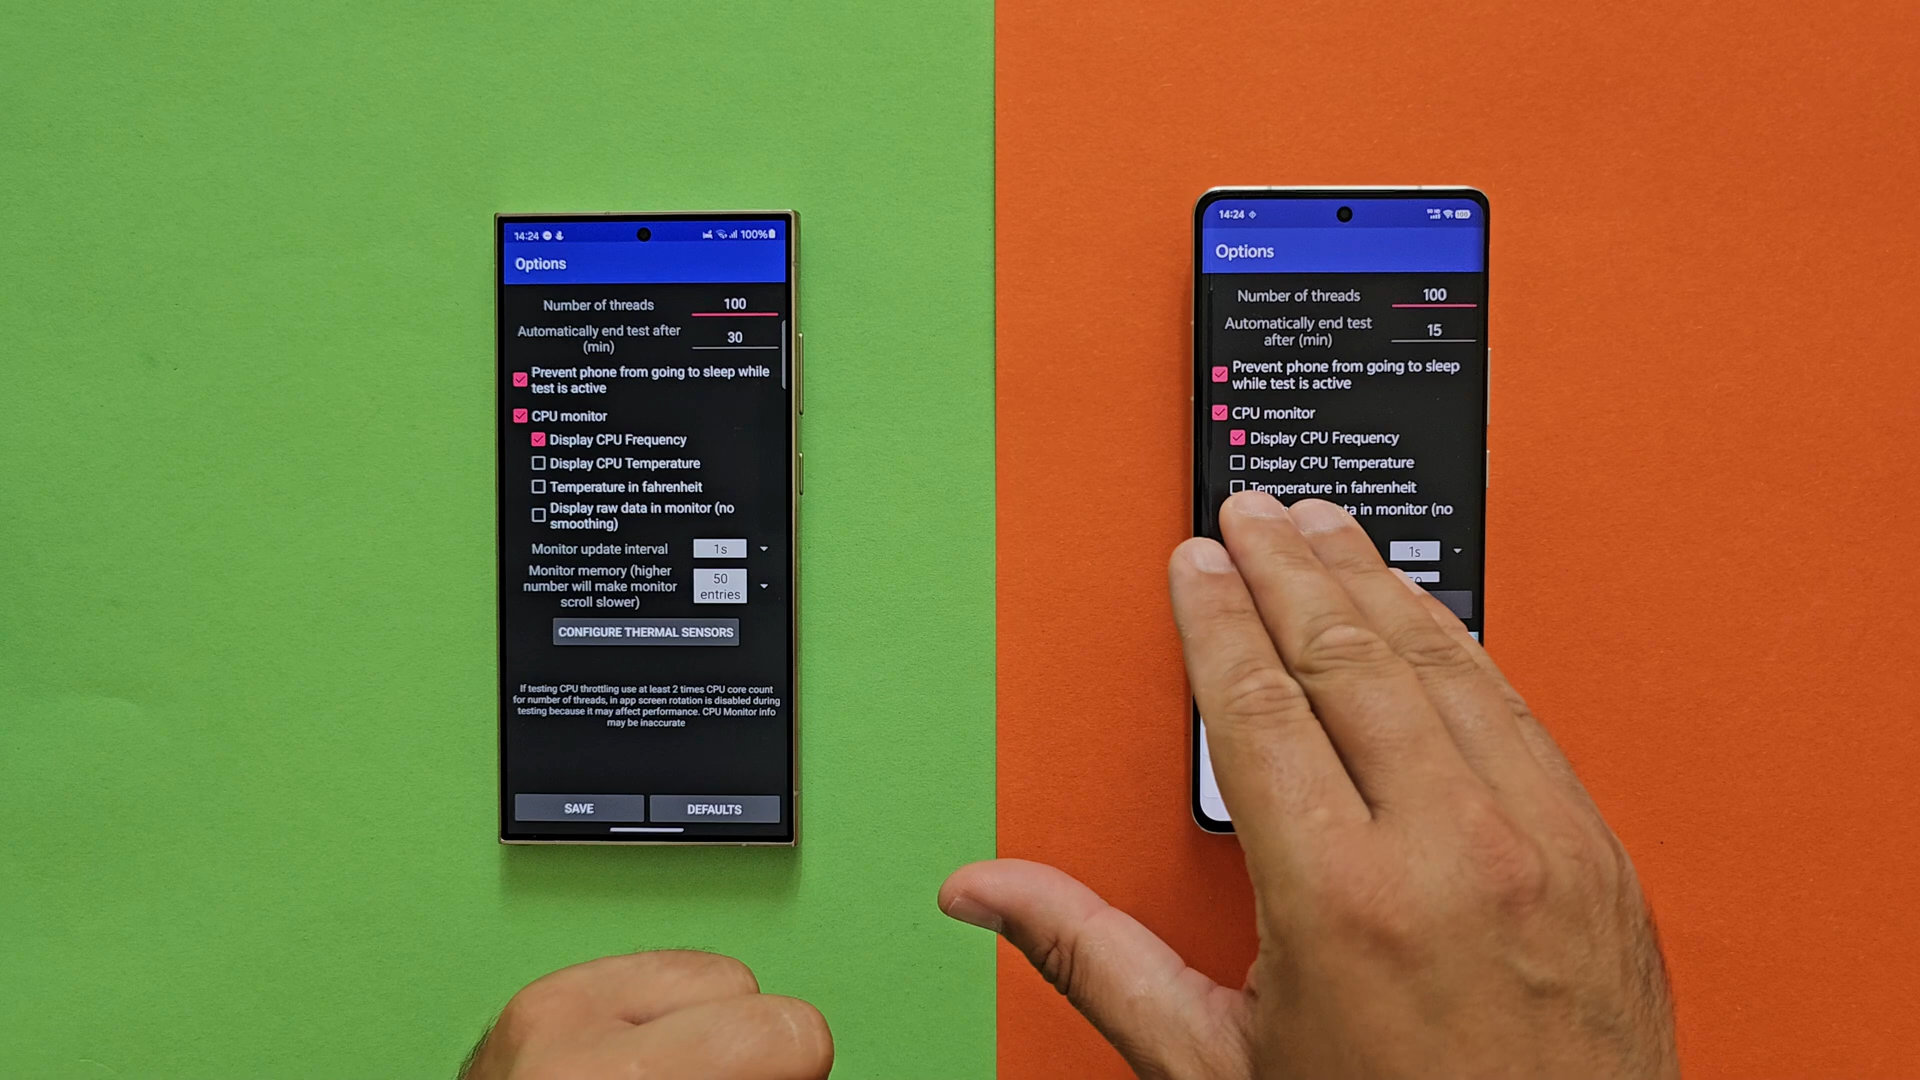 14:24
100%
Options
Number of threads
100
Automatically end test after
(min)
30
Prevent phone from going to sleep while
test is active
CPU monitor
Display CPU Frequency
Display CPU Temperature
Temperature in fahrenheit
Display raw data in monitor (no
smoothing)
Monitor update interval
1s
Monitor memory (higher
number will make monitor
scroll slower)
50
entries
CONFIGURE THERMAL SENSORS
If testing CPU throttling use at least 2 times CPU core count
for number of threads, in app screen rotation is disabled during
testing because it may affect performance. CPU Monitor info
may be inaccurate
SAVE
DEFAULTS
14:24
100
Options
Number of threads
100
Automatically end test
after (min)
15
Prevent phone from going to sleep
while test is active
CPU monitor
Display CPU Frequency
Display CPU Temperature
Temperature in fahrenheit
in monitor (no
1s